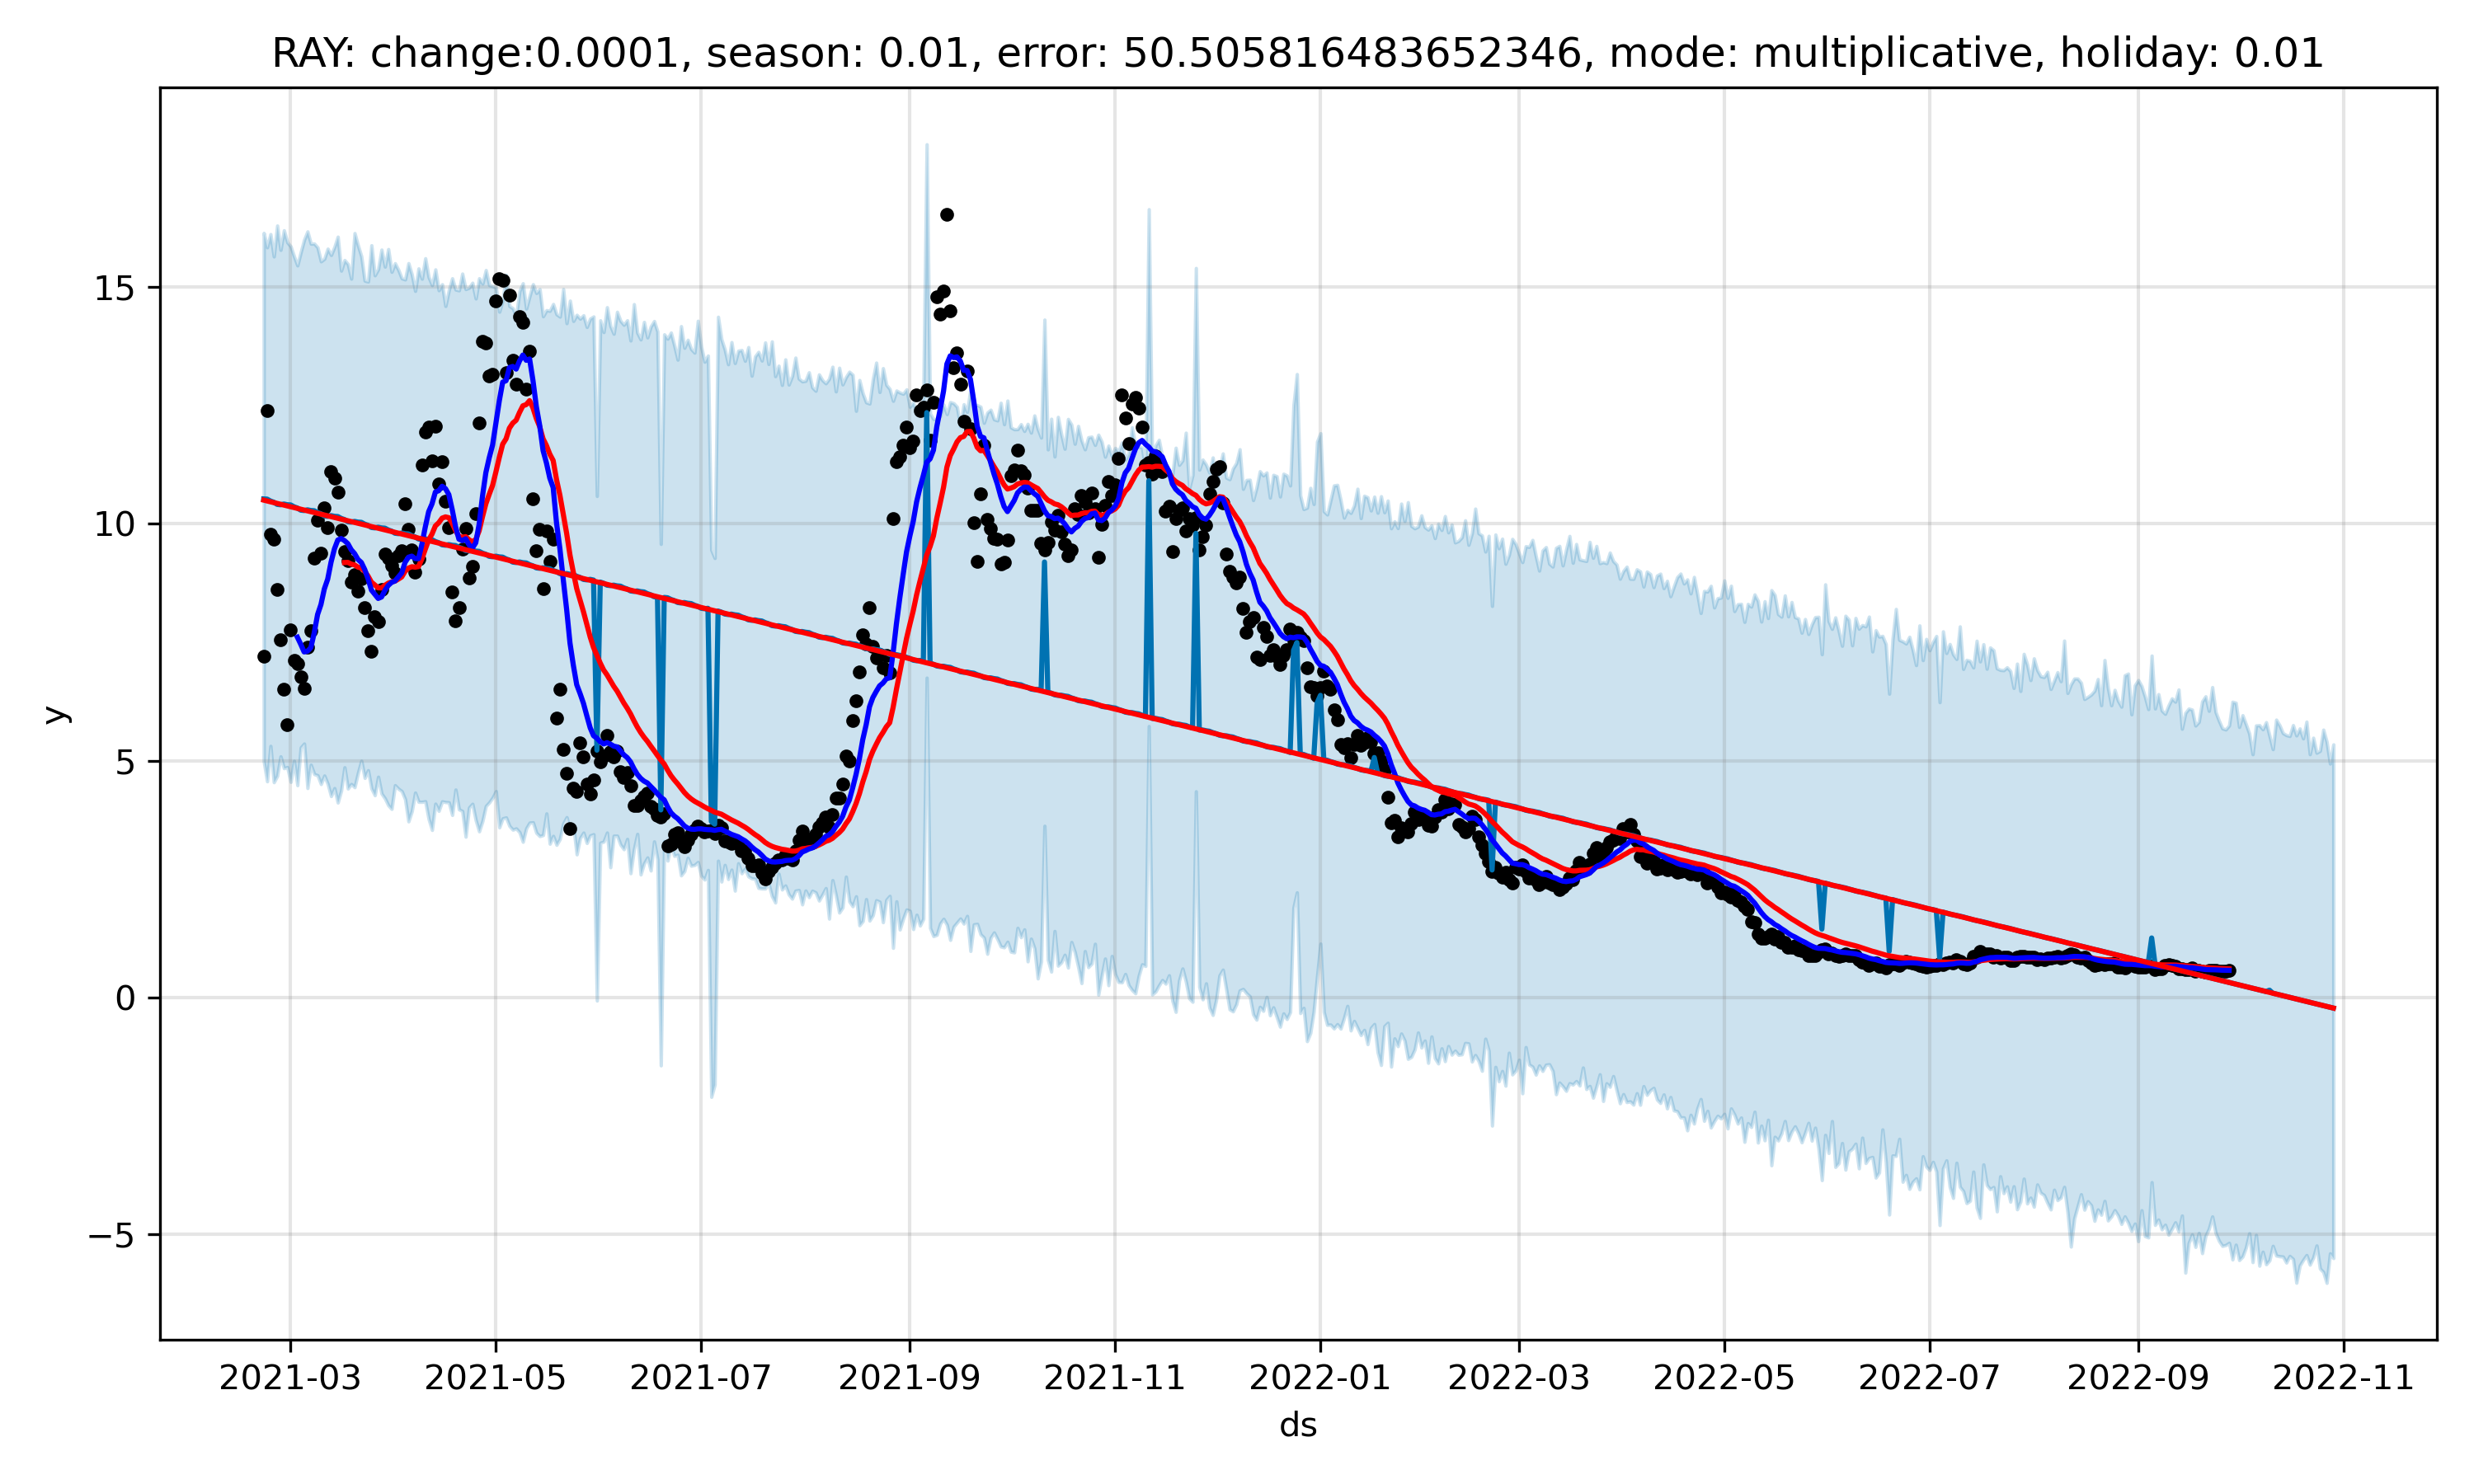 RAY: change:0.0001, season: 0.01, error: 50.505816483652346, mode: multiplicative, holiday: 0.01
15
10
5
0
−5
y
2021-03 2021-05 2021-07 2021-09 2021-11 2022-01 2022-03 2022-05 2022-07 2022-09 2022-11
ds